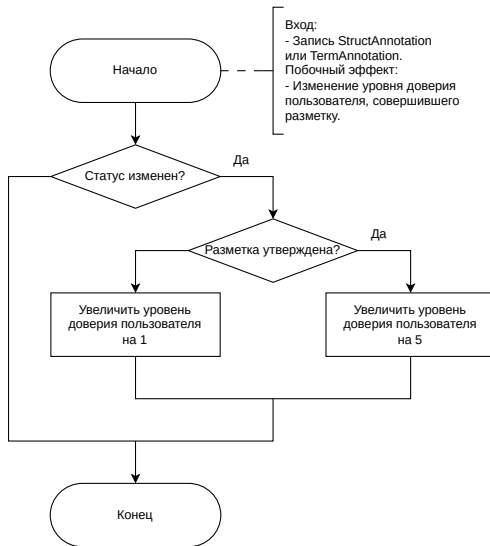 Вход:
- Запись StructAnnotation
или TermAnnotation.
Побочный эффект:
- Изменение уровня доверия
пользователя, совершившего
разметку.
Начало
Да
Статус изменен?
Да
Разметка утверждена?
Увеличить уровень
доверия пользователя
на 1
Увеличить уровень
доверия пользователя
на 5
Конец